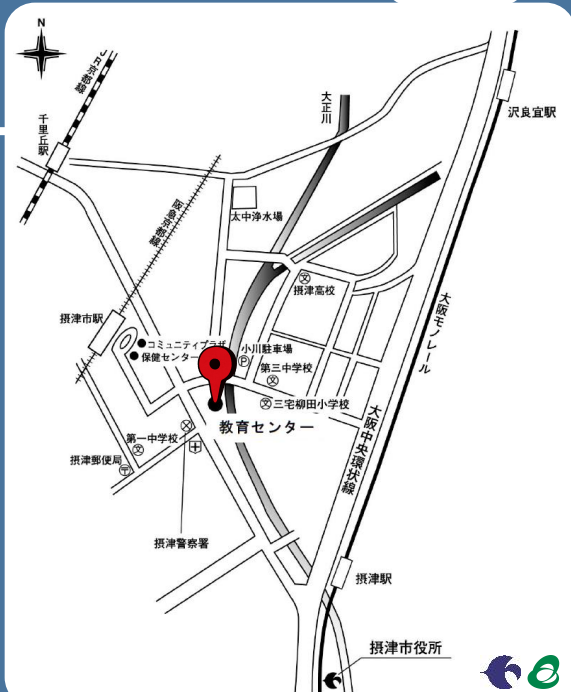 N
JR京都線
千里丘駅
大正川
沢良宜駅
阪急京都線
太中浄水場
摂津高校
大阪モノレール
摂津市駅
コミュニティプラザ
保健センター
小川駐車場
P
第三中学校
文
文
文
三宅柳田小学校
大阪中央環状線
教育センター
第一中学校
文
摂津郵便局
〒
摂津警察署
摂津駅
摂津市役所